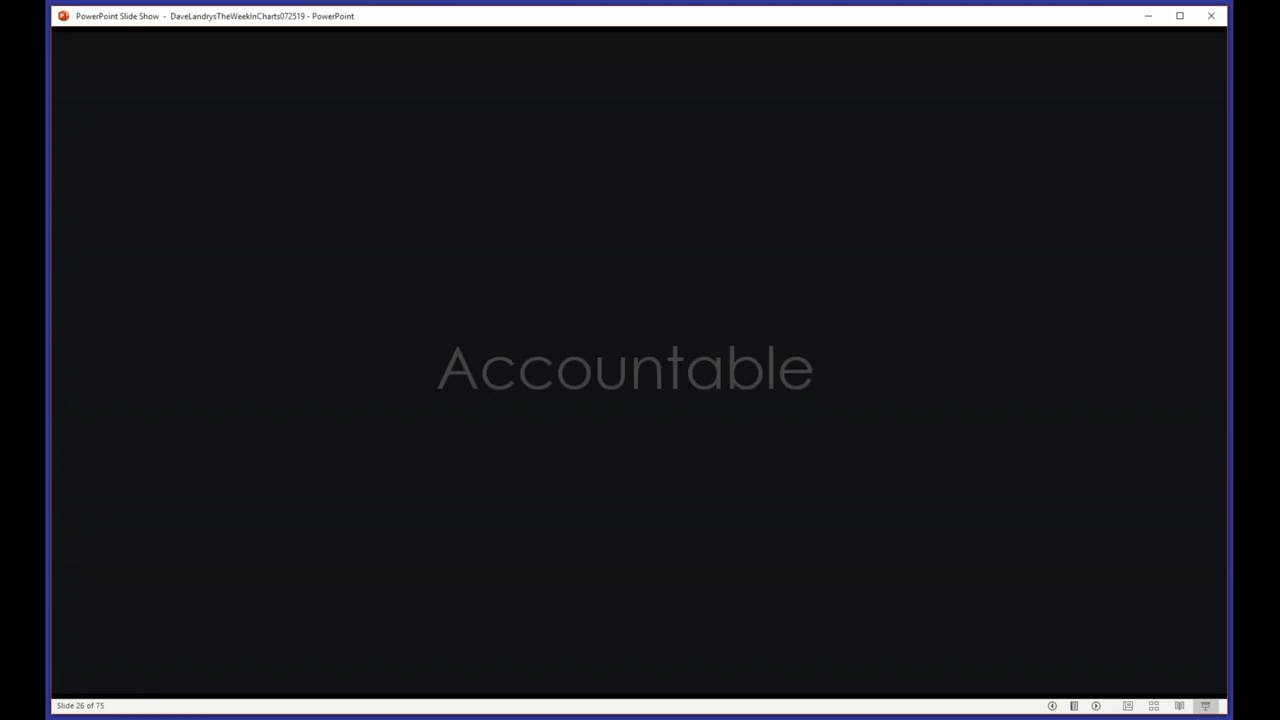 PowerPoint Slide Show - DaveLandrysTheWeekInCharts072519 - PowerPoint
Accountable
Slide 26 of 75